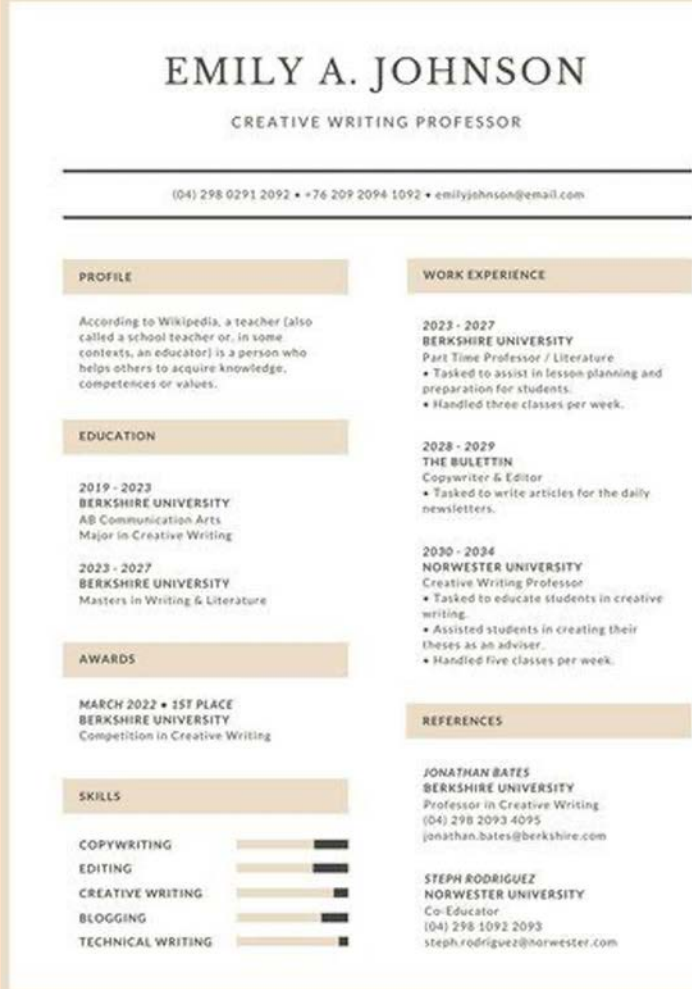 EMILY A. JOHNSON
CREATIVE WRITING PROFESSOR
(04) 298 0291 2092 • +76 209 2094 1092 • emilyjohnson@email.com
PROFILE
According to Wikipedia, a teacher (also
called a school teacher or, in some
contexts, an educator) is a person who
helps others to acquire knowledge,
competences or values.
EDUCATION
2019 - 2023
BERKSHIRE UNIVERSITY
AB Communication Arts
Major in Creative Writing
2023 - 2027
BERKSHIRE UNIVERSITY
Masters in Writing & Literature
AWARDS
MARCH 2022 • 1ST PLACE
BERKSHIRE UNIVERSITY
Competition in Creative Writing
SKILLS
COPYWRITING
EDITING
CREATIVE WRITING
BLOGGING
TECHNICAL WRITING
WORK EXPERIENCE
2023 - 2027
BERKSHIRE UNIVERSITY
Part Time Professor / Literature
• Tasked to assist in lesson planning and
preparation for students.
• Handled three classes per week.
2028 - 2029
THE BULETTIN
Copywriter & Editor
• Tasked to write articles for the daily
newsletters.
2030 - 2034
NORWESTER UNIVERSITY
Creative Writing Professor
• Tasked to educate students in creative
writing.
• Assisted students in creating their
theses as an adviser.
• Handled five classes per week.
REFERENCES
JONATHAN BATES
BERKSHIRE UNIVERSITY
Professor in Creative Writing
(04) 298 2093 4095
jonathan.bates@berkshire.com
STEPH RODRIGUEZ
NORWESTER UNIVERSITY
Co-Educator
(04) 298 1092 2093
steph.rodriguez@norwester.com